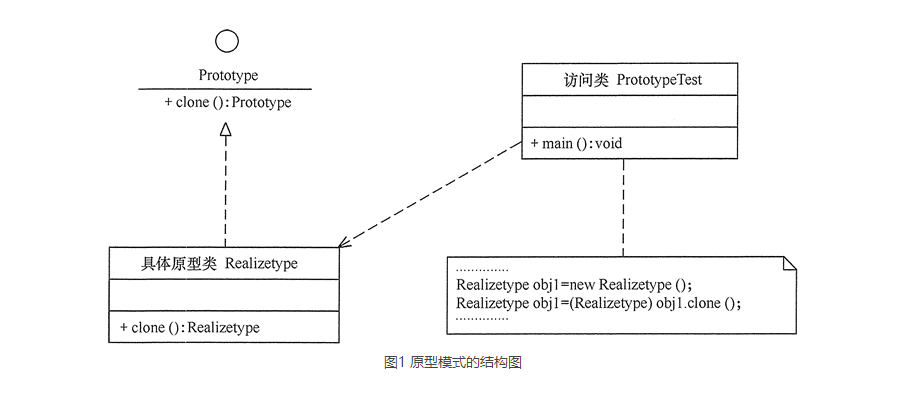 Prototype
+ clone():Prototype
访问类 PrototypeTest
+ main():void
具体原型类 Realizetype
+ clone():Realizetype
..............
Realizetype obj1=new Realizetype();
Realizetype obj1=(Realizetype) obj1.clone();
..............
图1 原型模式的结构图